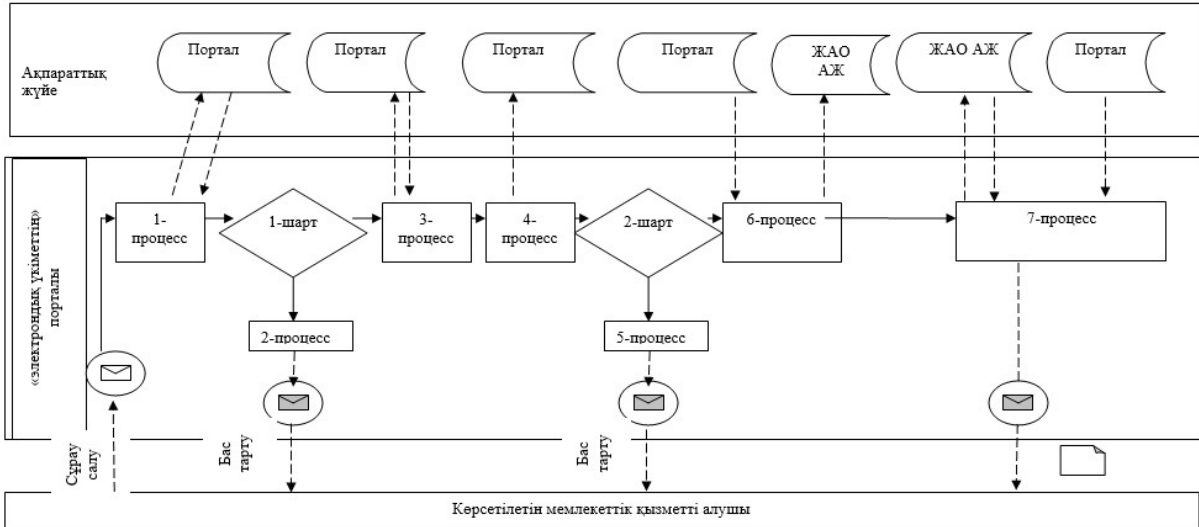 Портал
Портал
Портал
Портал
ЖАО
АЖ
ЖАО АЖ
Портал
Ақпараттық
жүйе
«электрондық үкіметтің»
порталы
1-
процесс
1-шарт
3-
процесс
4-
процесс
2-шарт
6-процесс
7-процесс
2-процесс
5-процесс
Сұрау
салу
Бас
тарту
Бас
тарту
Көрсетілетін мемлекеттік қызметті алушы